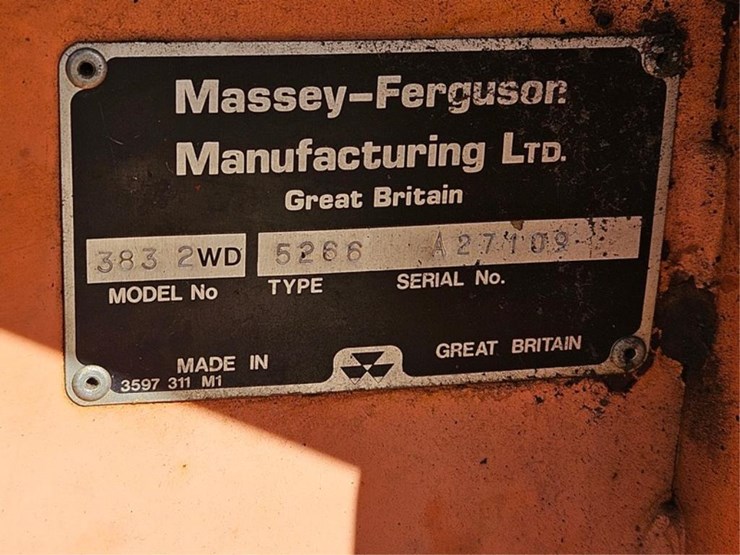 Massey-Ferguson
Manufacturing LTD.
Great Britain
383 2WD 5266 A27109
MODEL No TYPE SERIAL No.
MADE IN GREAT BRITAIN
3597 311 M1